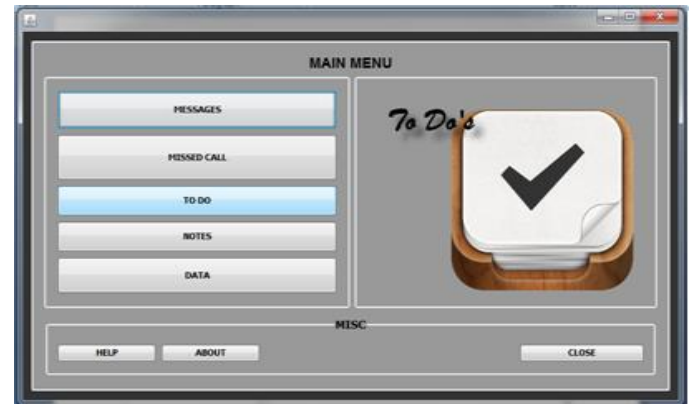 MAIN MENU
MESSAGES
MISSED CALL
TO DO
NOTES
DATA
To Do's
MISC
HELP
ABOUT
CLOSE